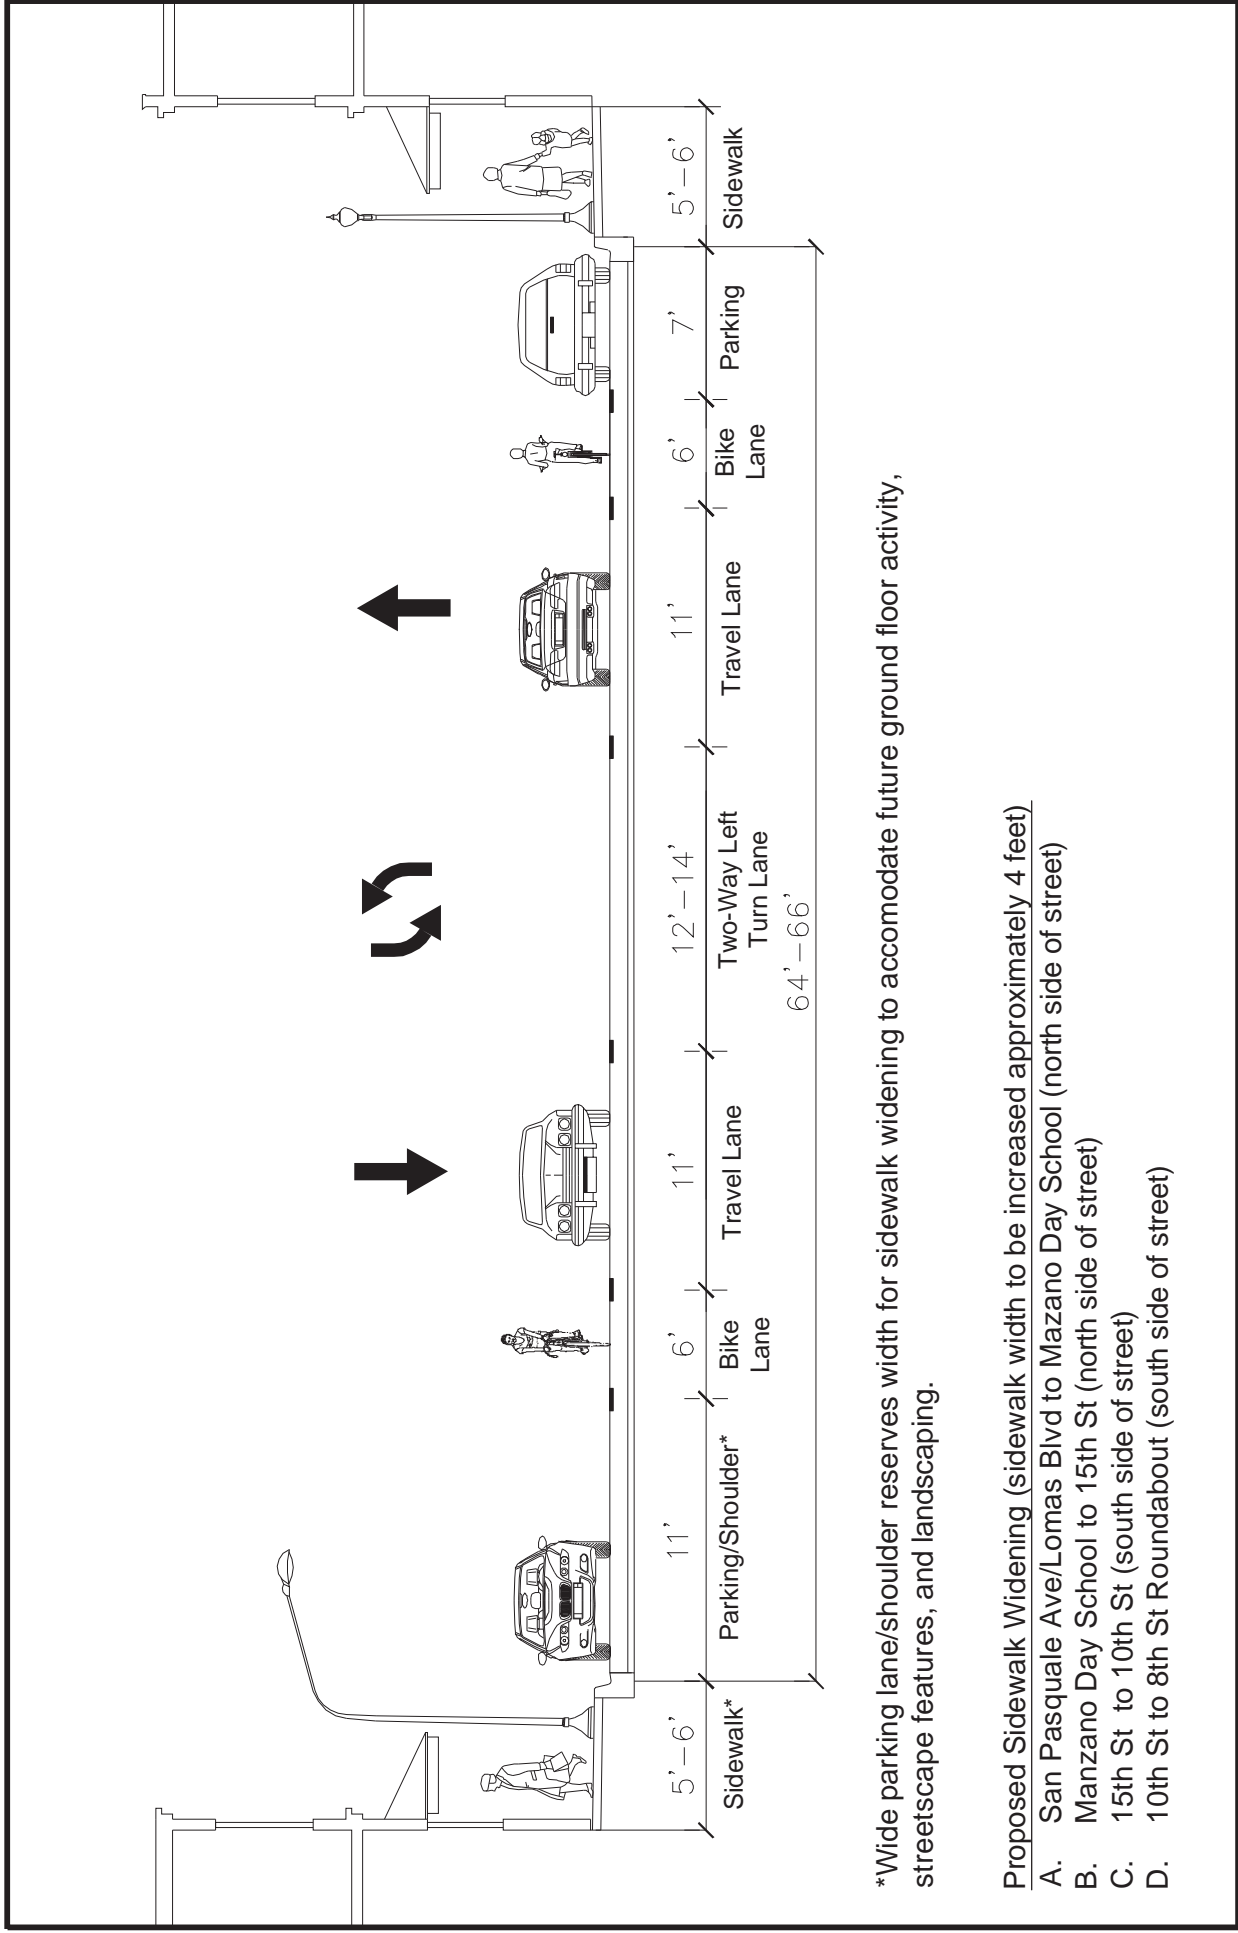 5'-6' 11' 6' 11' 12'-14' 11' 6' 7' 5'-6'
Sidewalk* Parking/Shoulder* Bike Travel Lane Two-Way Left Travel Lane Bike Parking Sidewalk
Lane Turn Lane Lane
64'-66'
*Wide parking lane/shoulder reserves width for sidewalk widening to accomodate future ground floor activity,
streetscape features, and landscaping.
Proposed Sidewalk Widening (sidewalk width to be increased approximately 4 feet)
A. San Pasquale Ave/Lomas Blvd to Mazano Day School (north side of street)
B. Manzano Day School to 15th St (north side of street)
C. 15th St to 10th St (south side of street)
D. 10th St to 8th St Roundabout (south side of street)